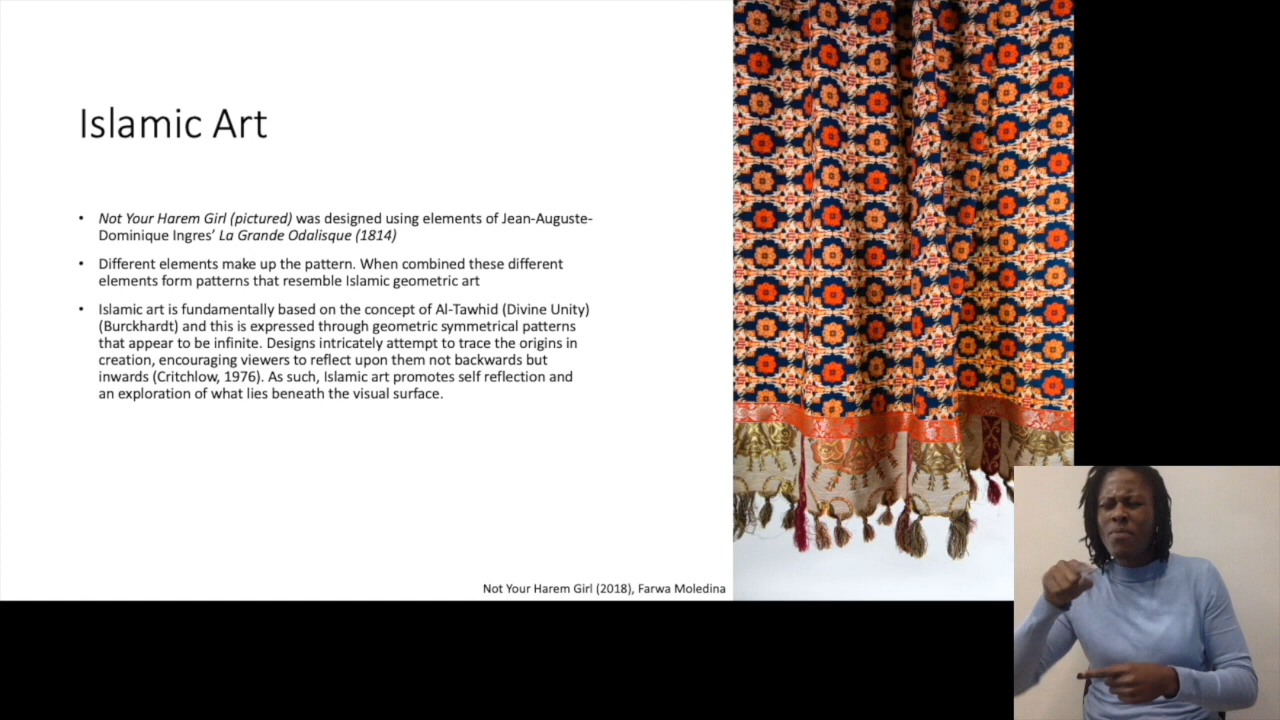 Islamic Art
• Not Your Harem Girl (pictured) was designed using elements of Jean-Auguste-
Dominique Ingres’ La Grande Odalisque (1814)
• Different elements make up the pattern. When combined these different
elements form patterns that resemble Islamic geometric art
• Islamic art is fundamentally based on the concept of Al-Tawhid (Divine Unity)
(Burckhardt) and this is expressed through geometric symmetrical patterns
that appear to be infinite. Designs intricately attempt to trace the origins in
creation, encouraging viewers to reflect upon them not backwards but
inwards (Critchlow, 1976). As such, Islamic art promotes self reflection and
an exploration of what lies beneath the visual surface.
Not Your Harem Girl (2018), Farwa Moledina